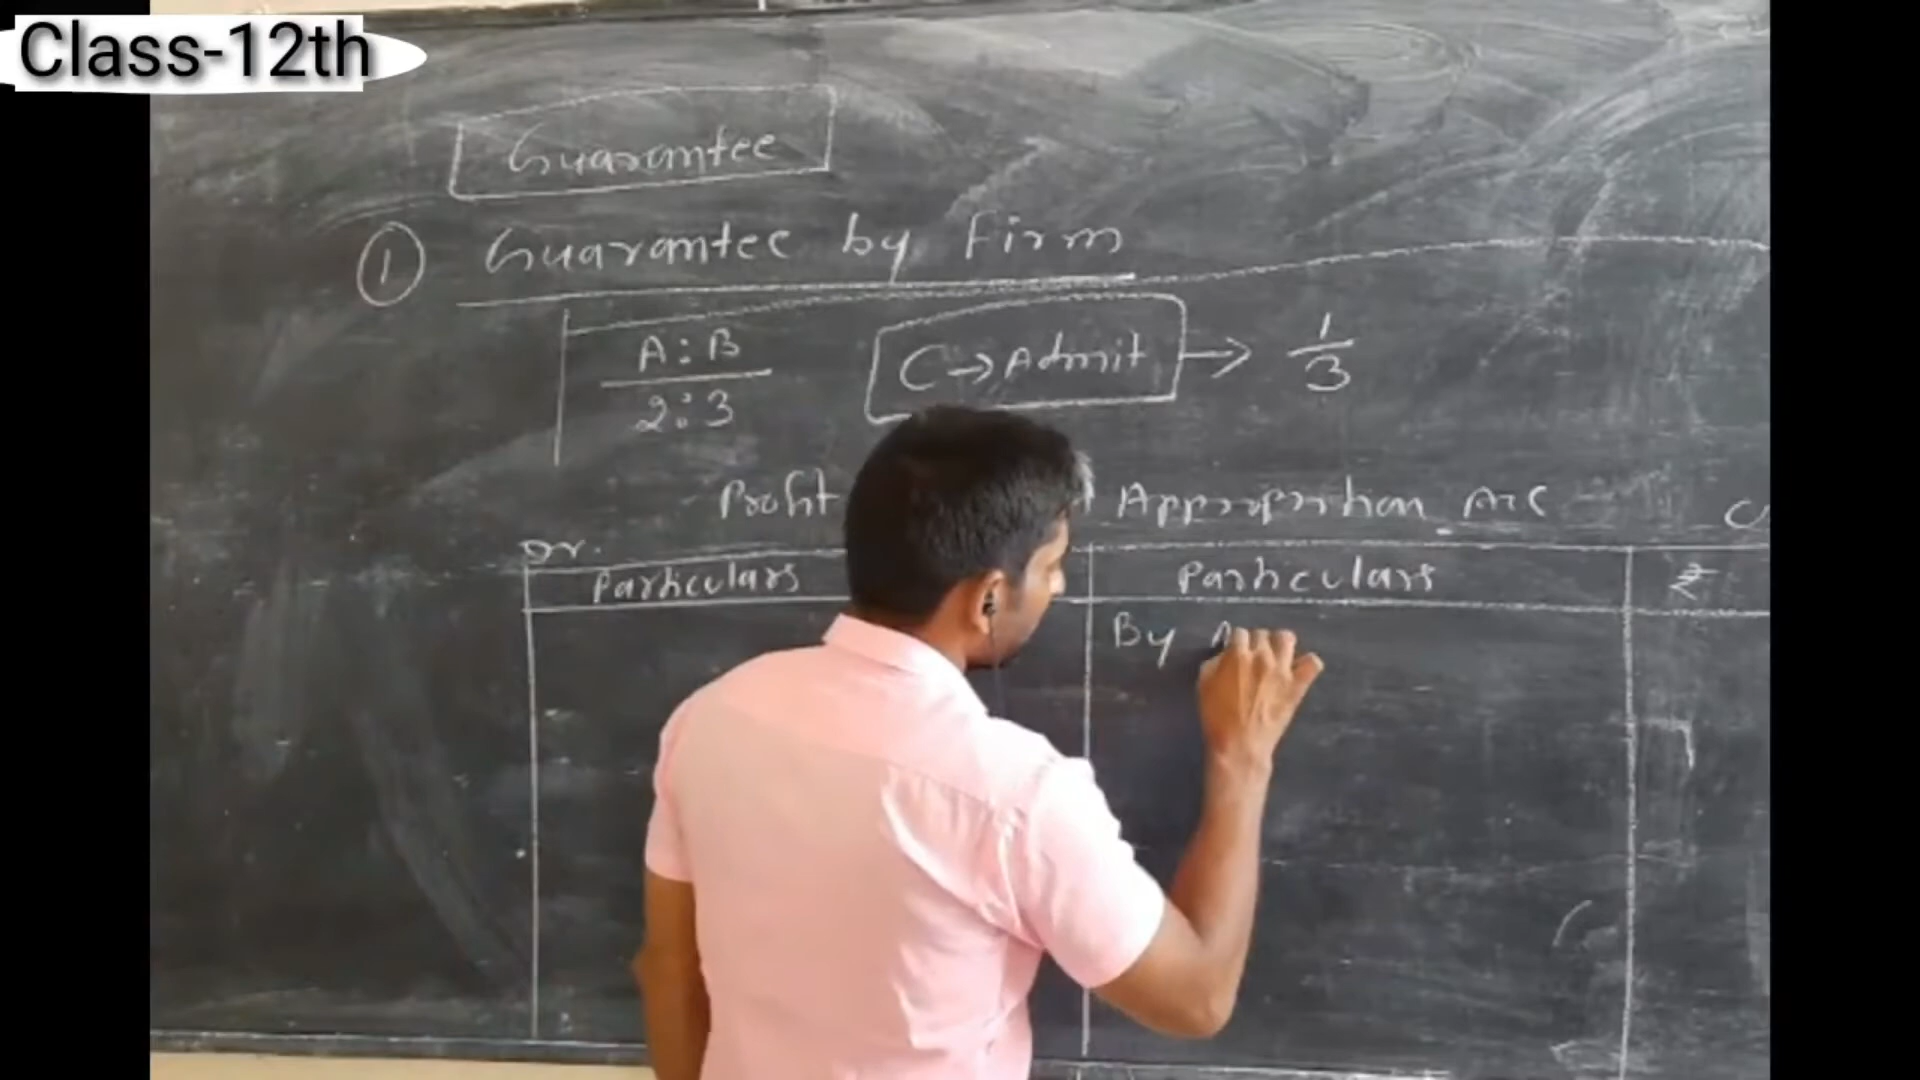 Class-12th
Guarantee
① Guarantee by Firm
A:B
2:3
C→Admit → 1/3
Profit Appropriation A/C
Dr.
Particulars Particulars ₹
By